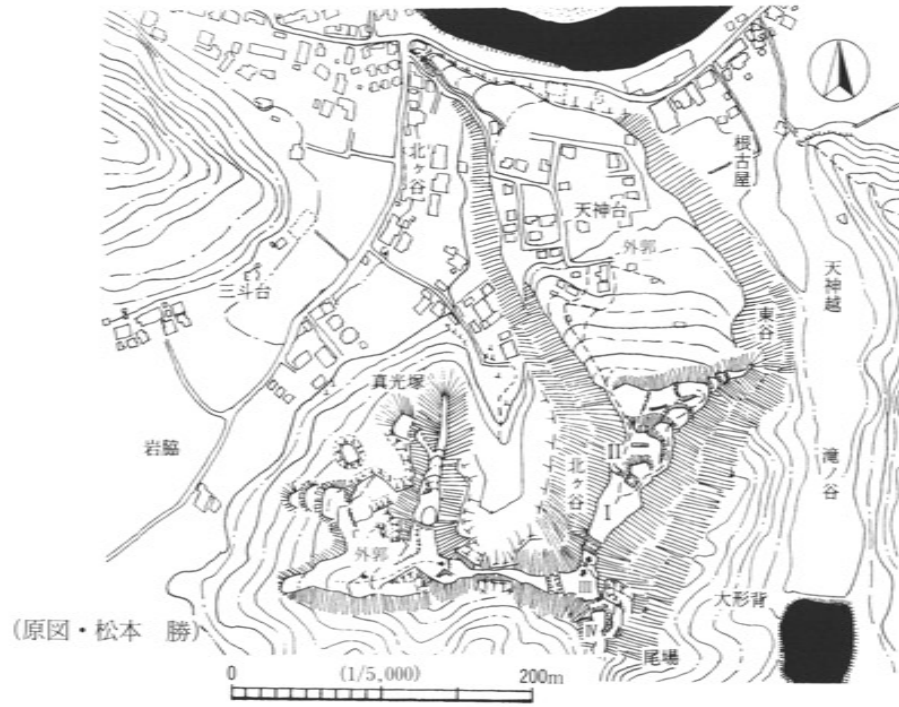 北ヶ谷
根古屋
天神台
外郭
三斗台
天神越
東谷
真光塚
岩脇
滝ノ谷
北ヶ谷
II
I
外郭
III
大形背
IV
尾場
(原図・松本 勝)
0 (1/5,000) 200m